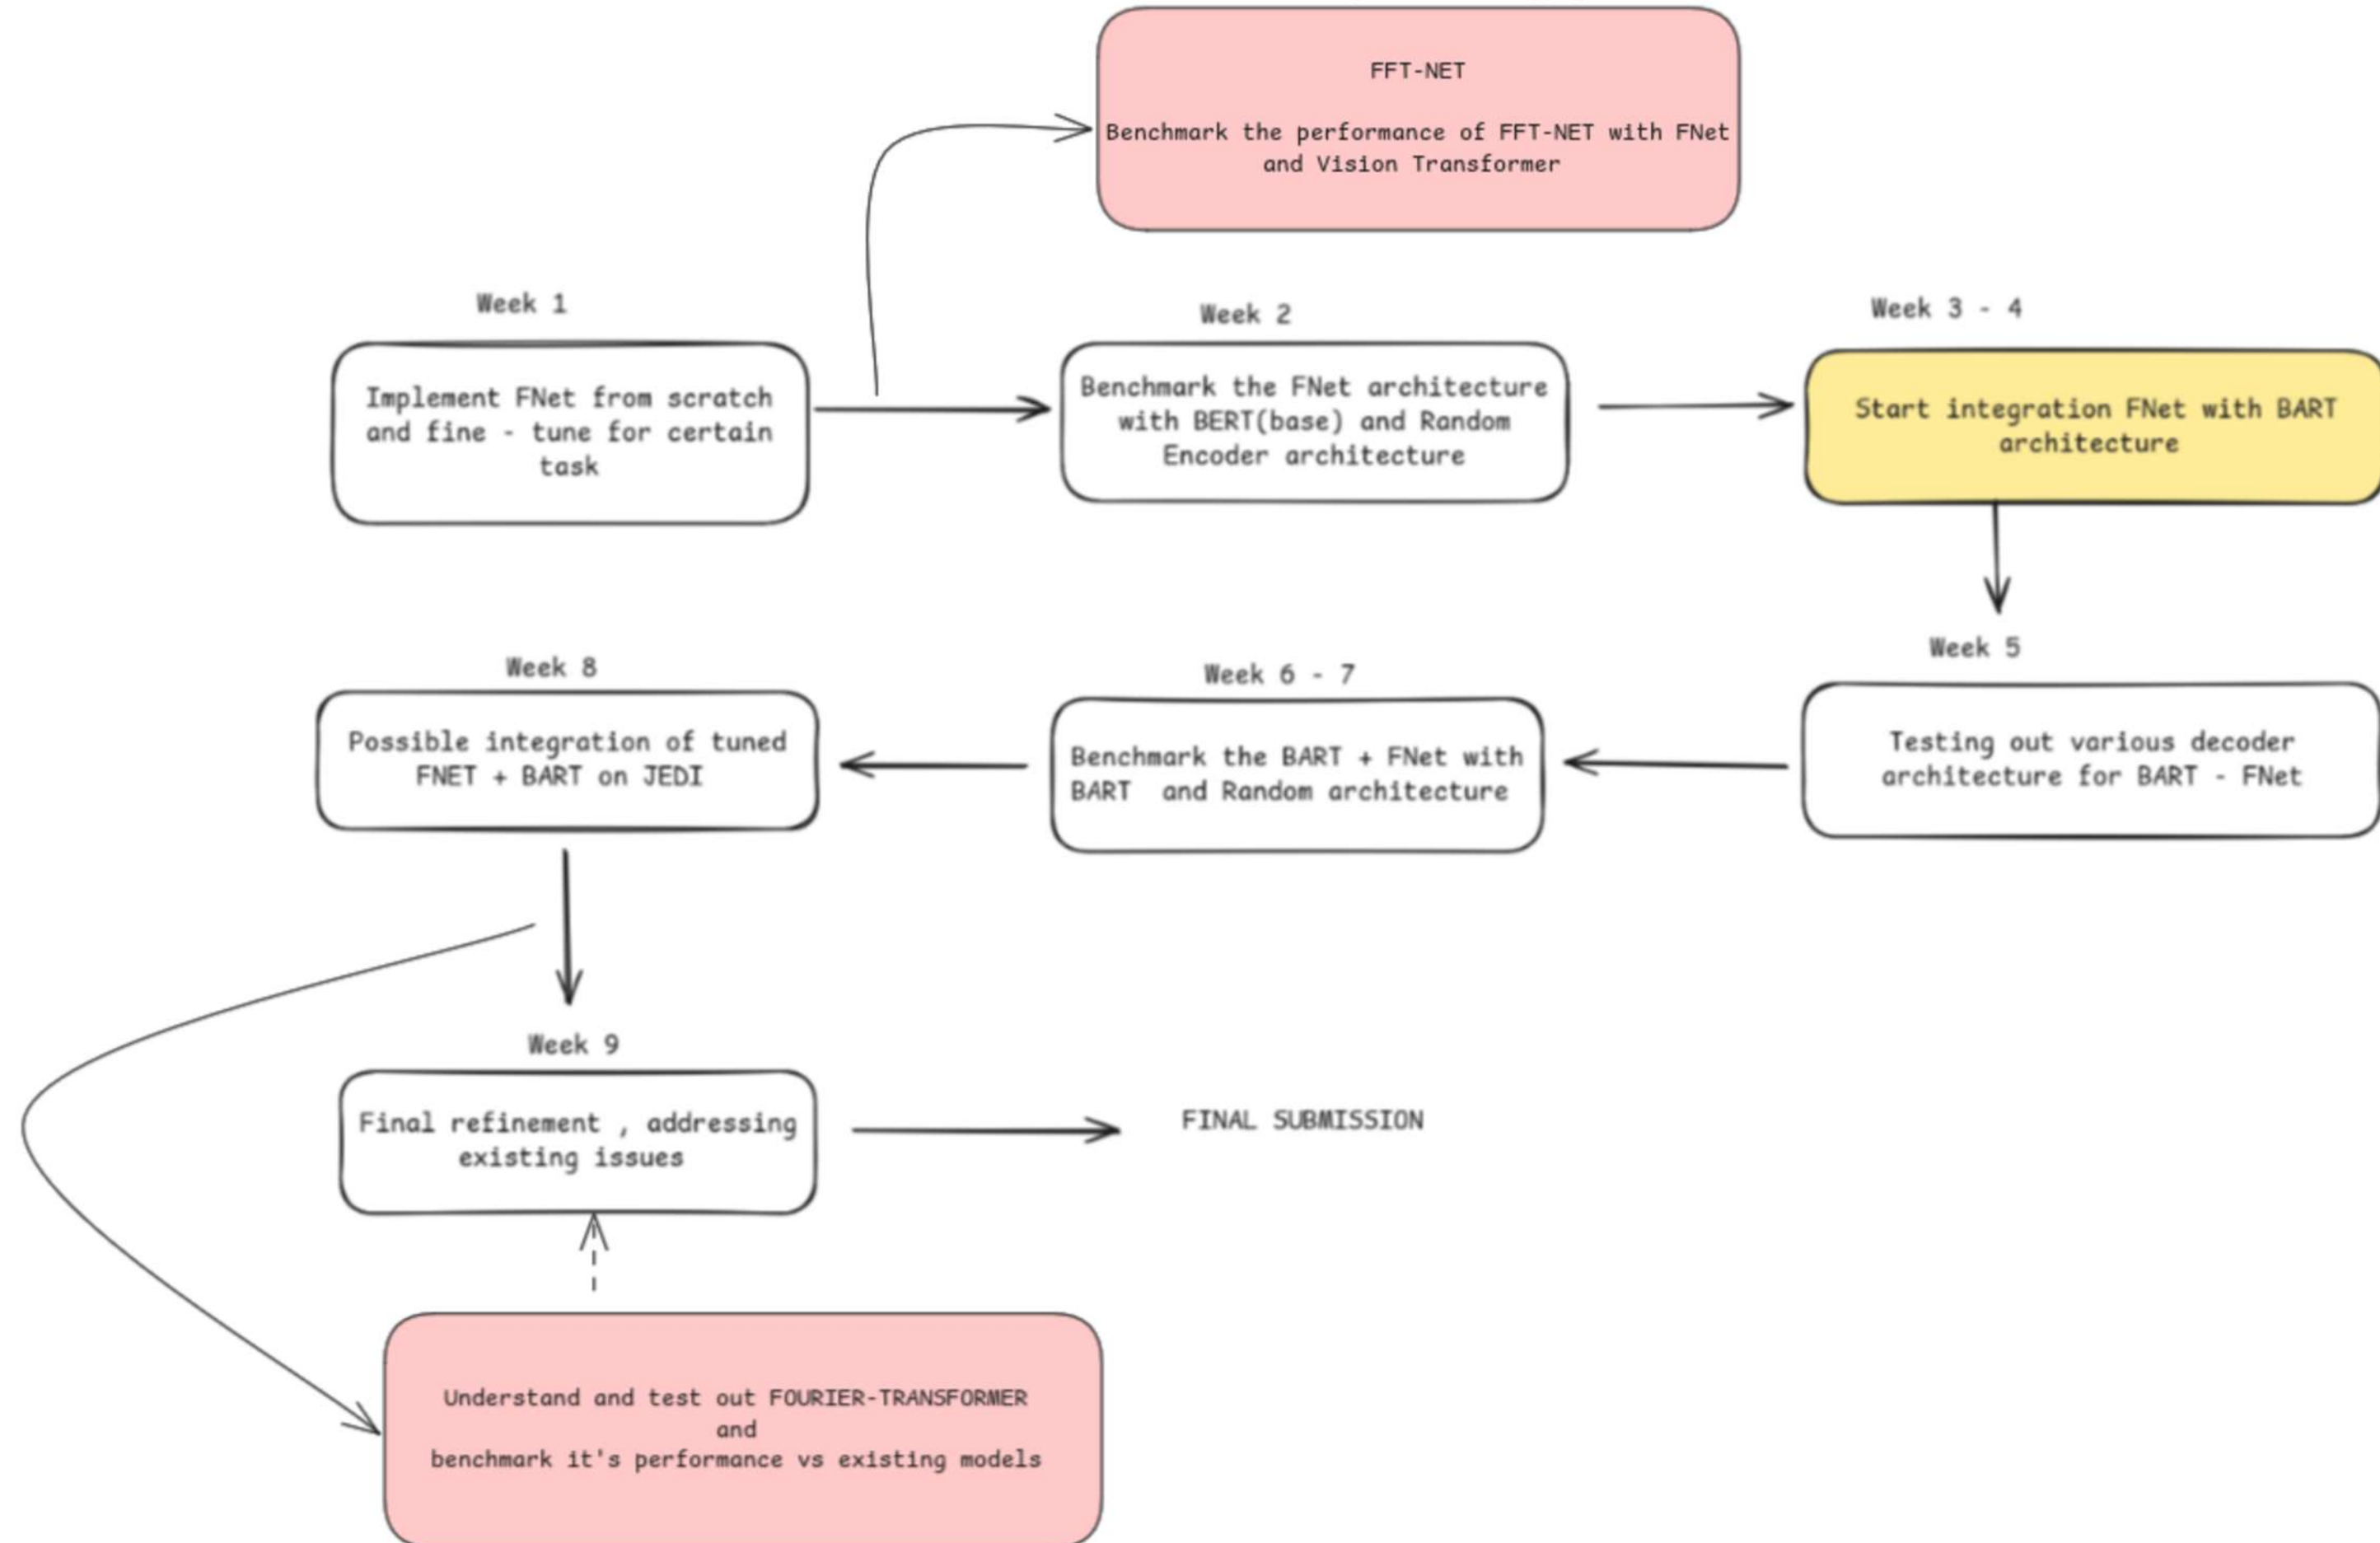 FFT-NET
Benchmark the performance of FFT-NET with FNet
and Vision Transformer
Week 1
Implement FNet from scratch
and fine - tune for certain
task
Week 2
Benchmark the FNet architecture
with BERT(base) and Random
Encoder architecture
Week 3 - 4
Start integration FNet with BART
architecture
Week 5
Testing out various decoder
architecture for BART - FNet
Week 6 - 7
Benchmark the BART + FNet with
BART  and Random architecture
Week 8
Possible integration of tuned
FNET + BART on JEDI
Week 9
Final refinement , addressing
existing issues
FINAL SUBMISSION
Understand and test out FOURIER-TRANSFORMER
and
benchmark it's performance vs existing models